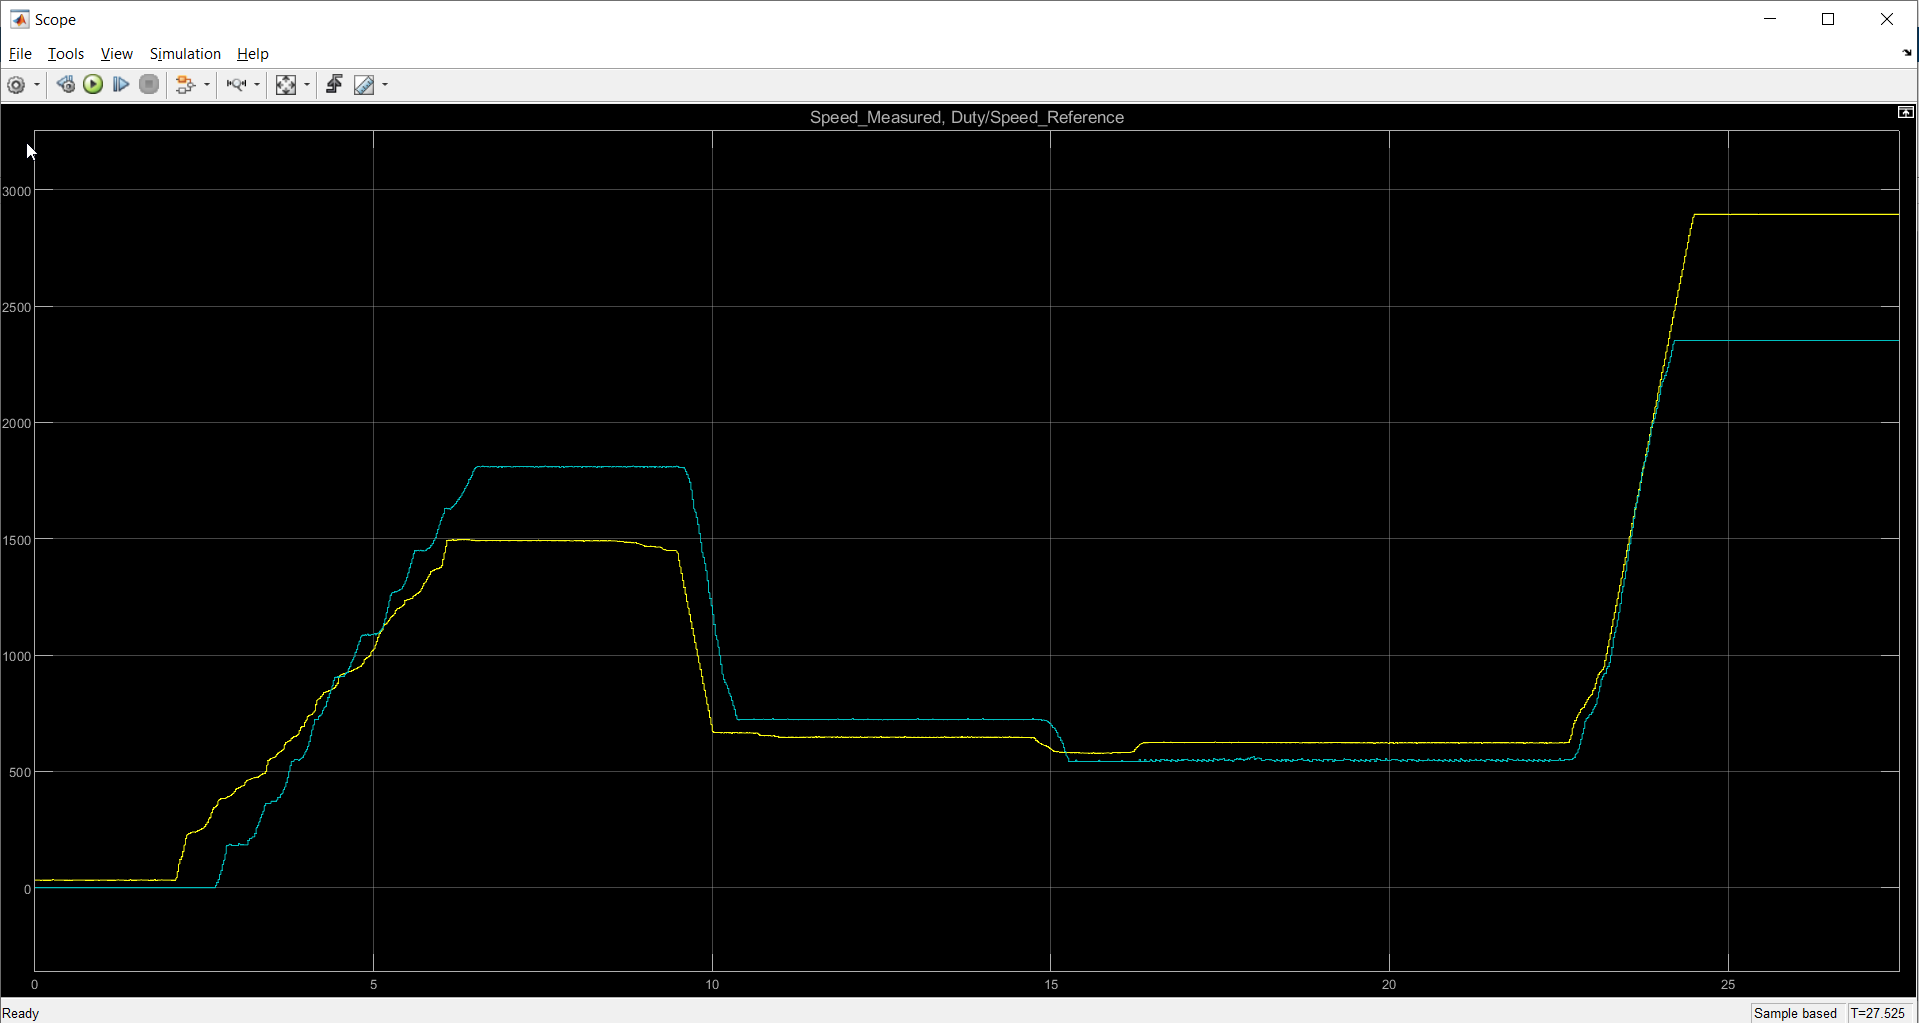 Scope
File Tools View Simulation Help
Speed_Measured, Duty/Speed_Reference
3000
2500
2000
1500
1000
500
0
0 5 10 15 20 25
Ready
Sample based T=27.525